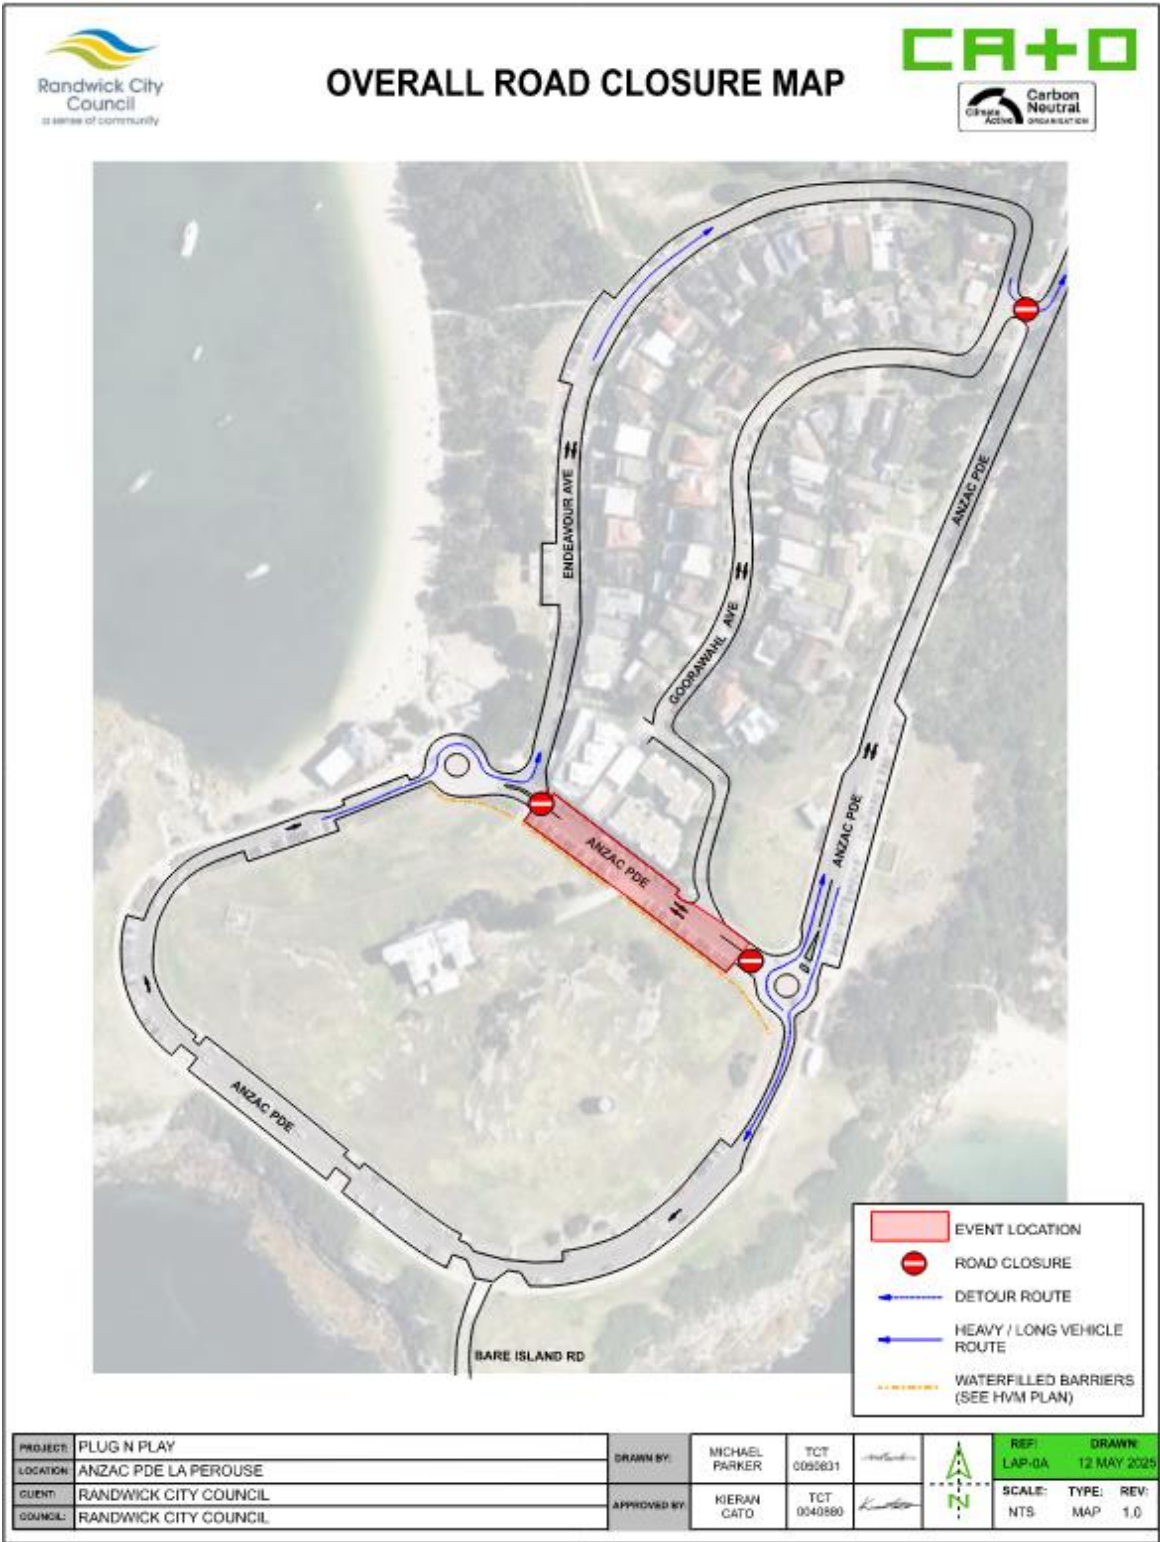 Randwick City
Council
a sense of community
OVERALL ROAD CLOSURE MAP
CATO
Climate
Active
Carbon
Neutral
ORGANISATION
ENDEAVOUR AVE
ANZAC PDE
GOORAWAHL AVE
ANZAC PDE
ANZAC PDE
ANZAC PDE
BARE ISLAND RD
EVENT LOCATION
ROAD CLOSURE
DETOUR ROUTE
HEAVY / LONG VEHICLE
ROUTE
WATERFILLED BARRIERS
(SEE HVM PLAN)
PROJECT: PLUG N PLAY
LOCATION: ANZAC PDE LA PEROUSE
CLIENT: RANDWICK CITY COUNCIL
COUNCIL: RANDWICK CITY COUNCIL
DRAWN BY:
MICHAEL
PARKER
TCT
APPROVED BY:
KIERAN
CATO
TCT
N
REF: DRAWN:
LAP-0A 12 MAY 2025
SCALE: TYPE: REV:
NTS MAP 1.0